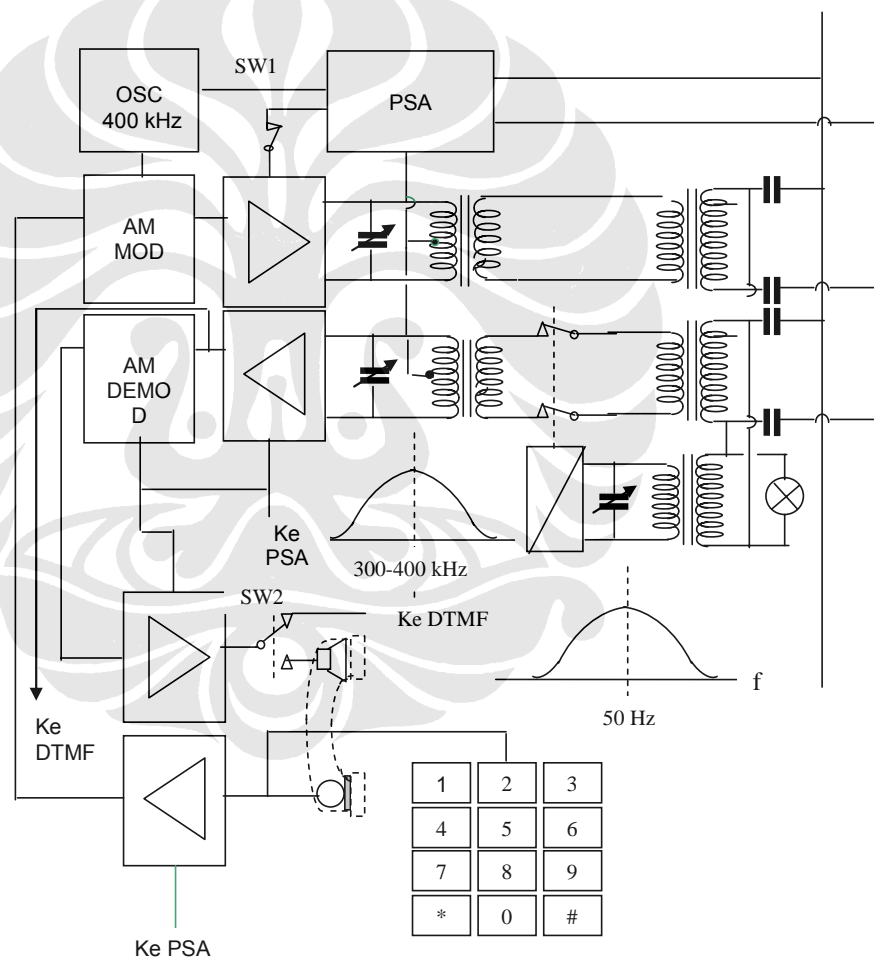 SW1
OSC
400 kHz
PSA
AM
MOD
AM
DEMO
D
Ke
PSA
300-400 kHz
SW2
Ke DTMF
f
50 Hz
Ke
DTMF
1 2 3
4 5 6
7 8 9
* 0 #
Ke PSA